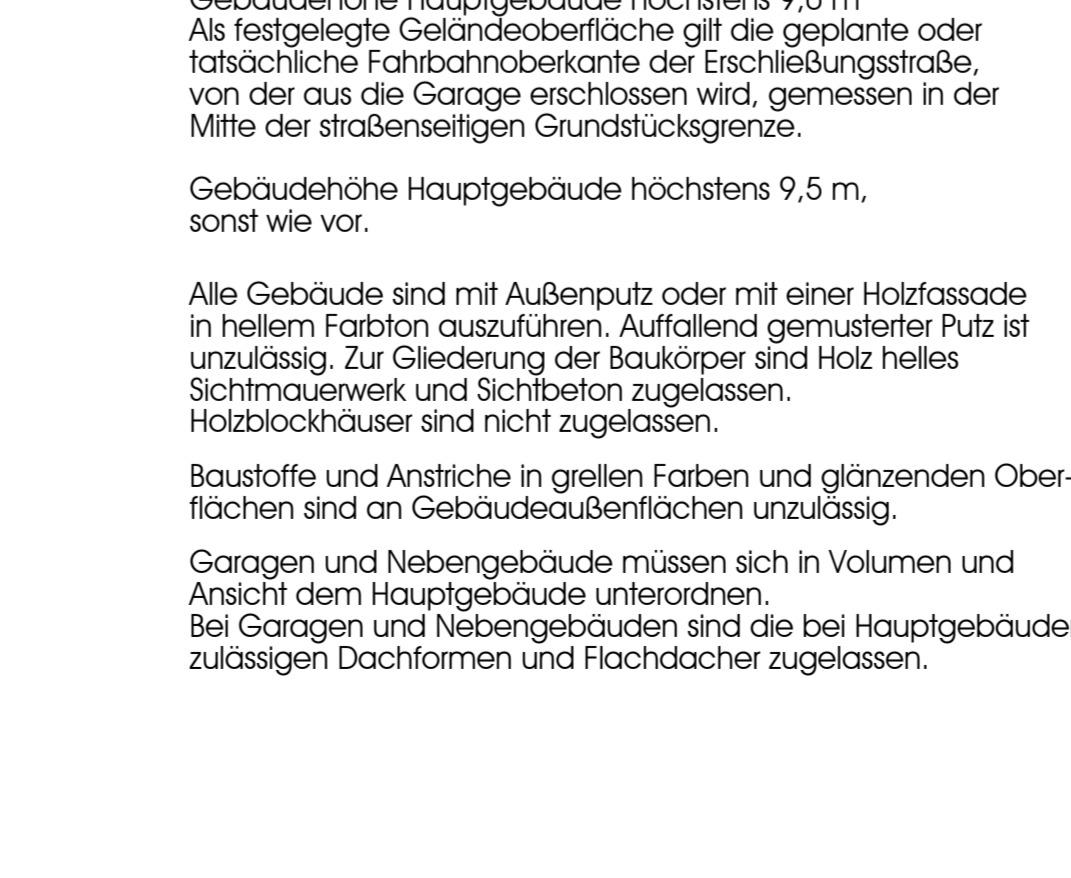 Gebäudehöhe Hauptgebäude höchstens
Als festgelegte Geländeoberfläche gilt die geplante oder
tatsächliche Fahrbahnoberkante der Erschließungsstraße,
von der aus die Garage erschlossen wird, gemessen in der
Mitte der straßenseitigen Grundstücksgrenze.
Gebäudehöhe Hauptgebäude höchstens 9,5 m,
sonst wie vor.
Alle Gebäude sind mit Außenputz oder mit einer Holzfassade
in hellem Farbton auszuführen. Auffallend gemusterter Putz ist
unzulässig. Zur Gliederung der Baukörper sind Holz helles
Sichtmauerwerk und Sichtbeton zugelassen.
Holzblockhäuser sind nicht zugelassen.
Baustoffe und Anstriche in grellen Farben und glänzenden Ober-
flächen sind an Gebäudeaußenflächen unzulässig.
Garagen und Nebengebäude müssen sich in Volumen und
Ansicht dem Hauptgebäude unterordnen.
Bei Garagen und Nebengebäuden sind die bei Hauptgebäuden
zulässigen Dachformen und Flachdacher zugelassen.